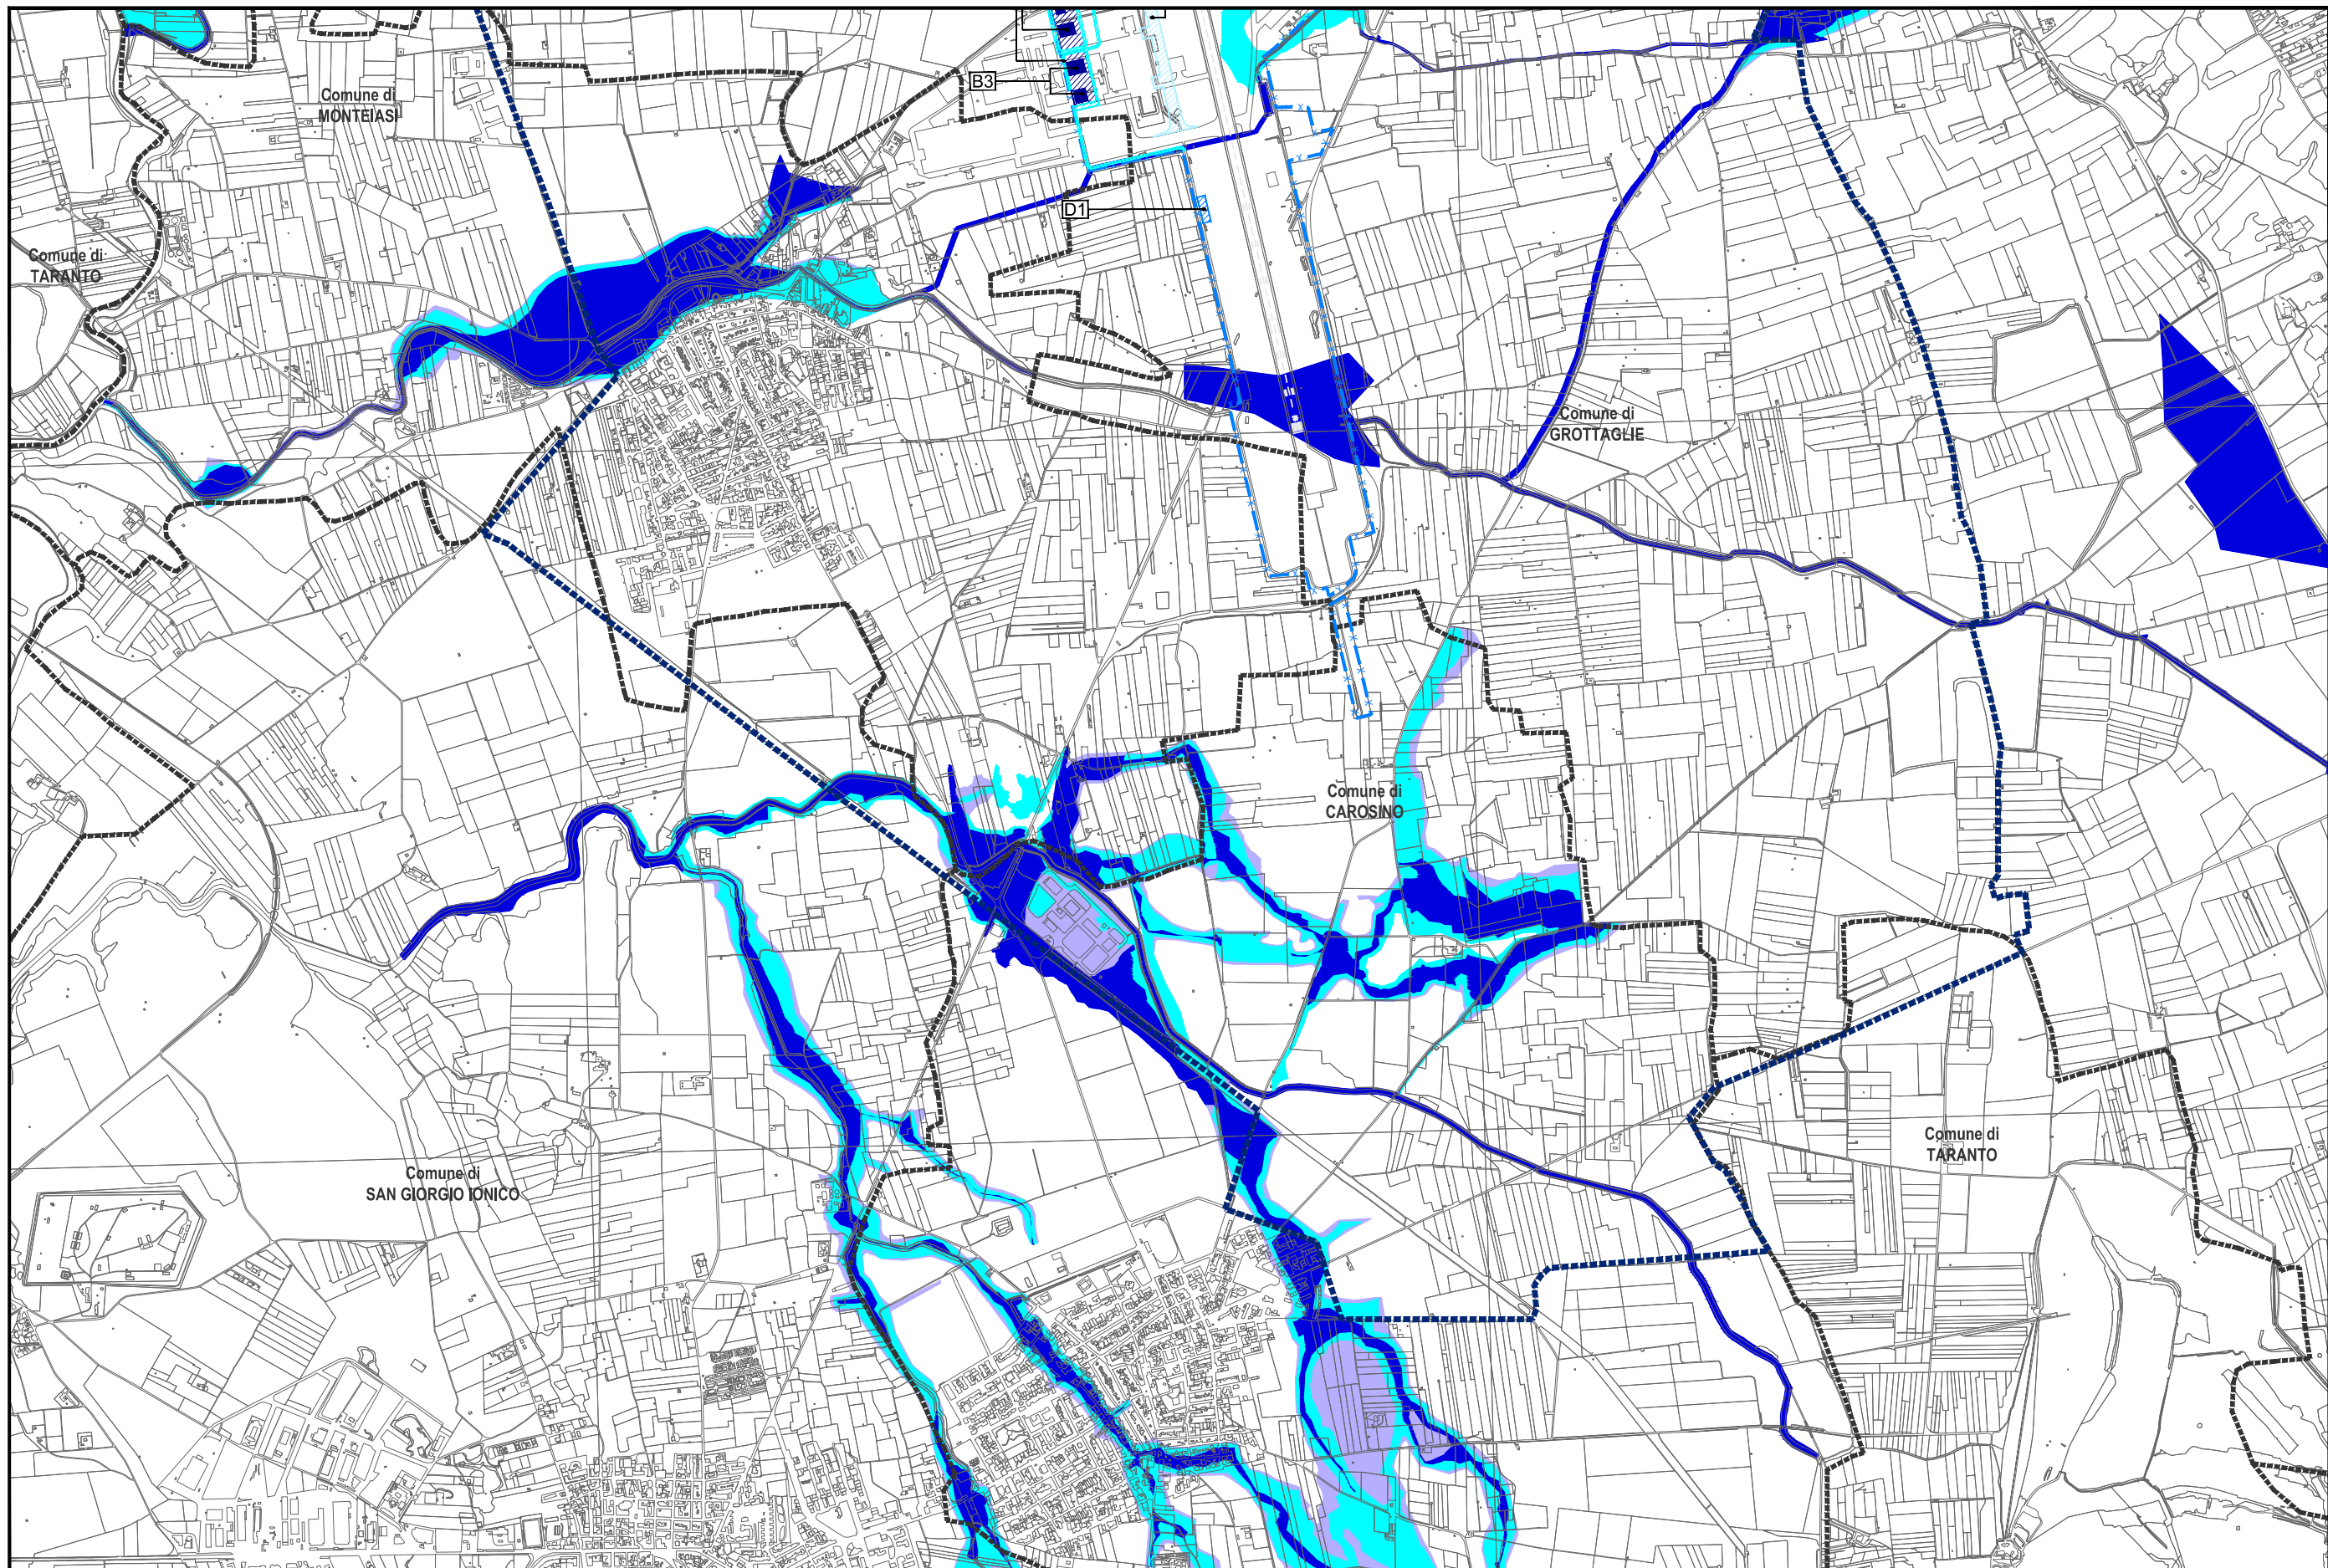 B3
Comune di
MONTEIASI
D1
Comune di
TARANTO
Comune di
GROTTAGLIE
Comune di
CAROSINO
Comune di
TARANTO
Comune di
SAN GIORGIO IONICO